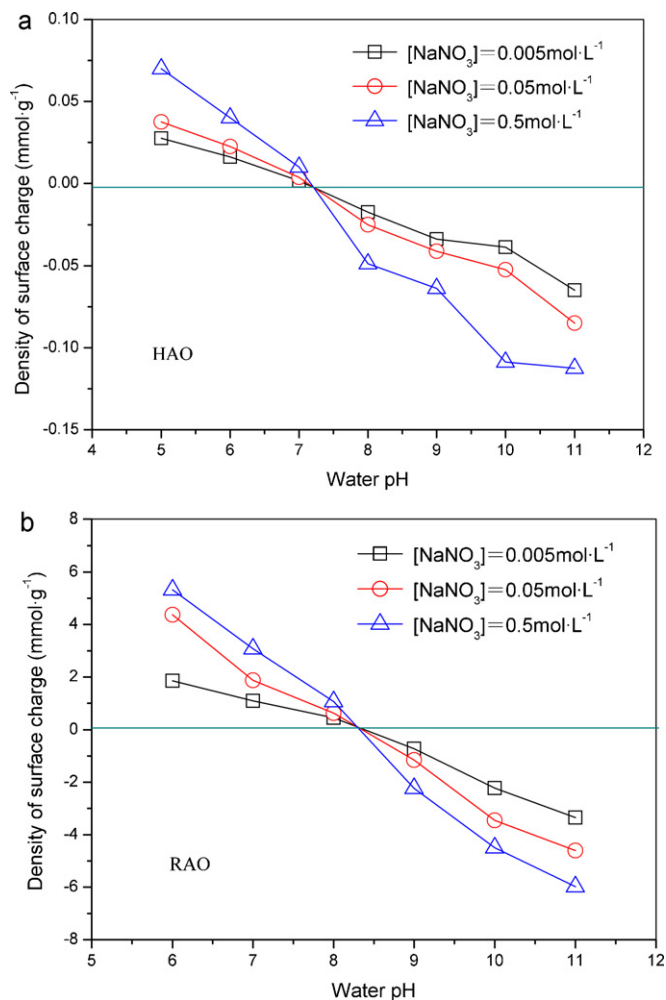 a
0.10
0.05
0.00
-0.05
-0.10
-0.15
Density of surface charge (mmol·g⁻¹)
[NaNO₃]=0.005mol·L⁻¹
[NaNO₃]=0.05mol·L⁻¹
[NaNO₃]=0.5mol·L⁻¹
HAO
4 5 6 7 8 9 10 11 12
Water pH
b
8
6
4
2
0
-2
-4
-6
-8
Density of surface charge (mmol·g⁻¹)
[NaNO₃]=0.005mol·L⁻¹
[NaNO₃]=0.05mol·L⁻¹
[NaNO₃]=0.5mol·L⁻¹
RAO
5 6 7 8 9 10 11 12
Water pH